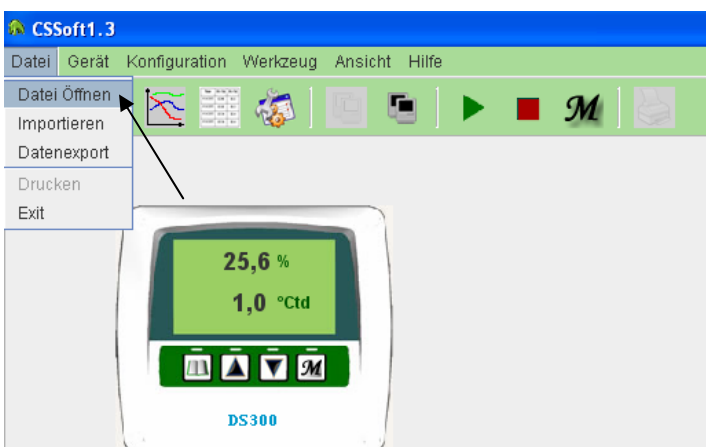 CSSoft1.3
Datei Gerät Konfiguration Werkzeug Ansicht Hilfe
Datei Öffnen
Importieren
Datenexport
Drucken
Exit
M
25,6 %
1,0 °Ctd
M
DS300